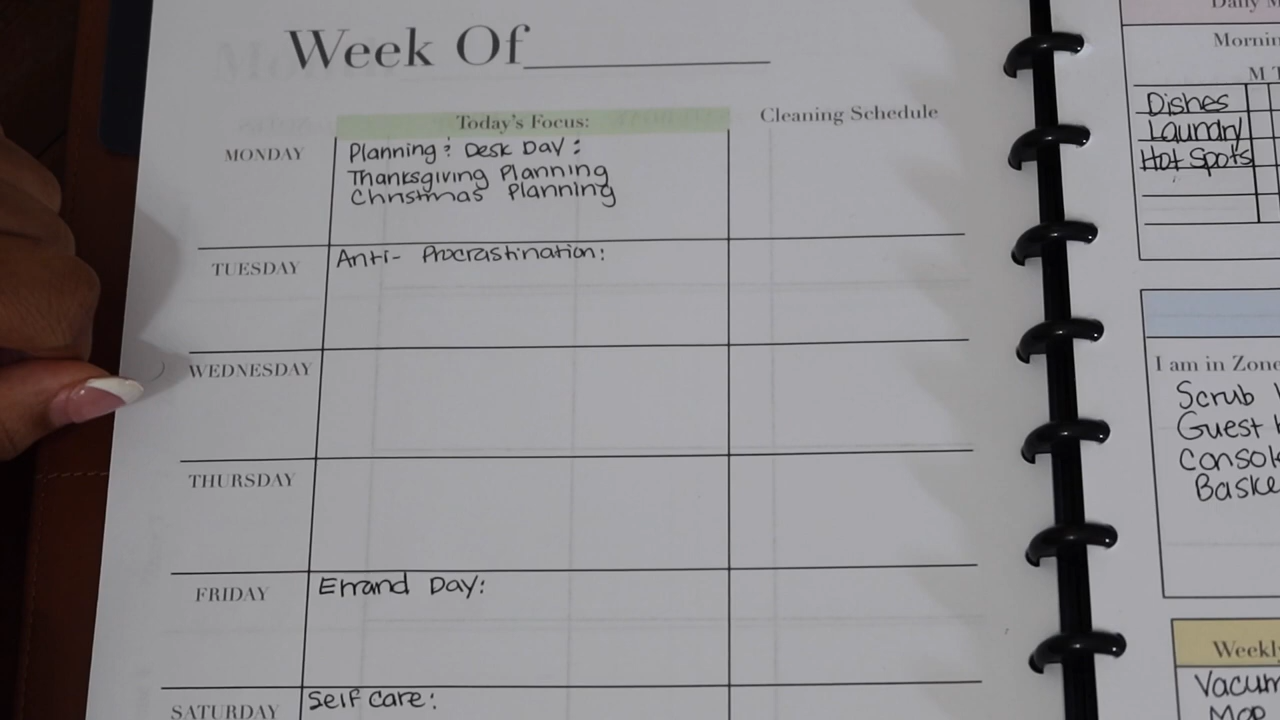 Week Of
Today's Focus:
Cleaning Schedule
MONDAY
Planning & Desk Day:
Thanksgiving Planning
Christmas Planning
TUESDAY
Anti- Procrastination:
WEDNESDAY
THURSDAY
FRIDAY
Errand Day:
SATURDAY
Self care:
Daily
M T
Dishes
Laundry
Hot Spots
I am in Zone
Scrub
Guest
Weekly